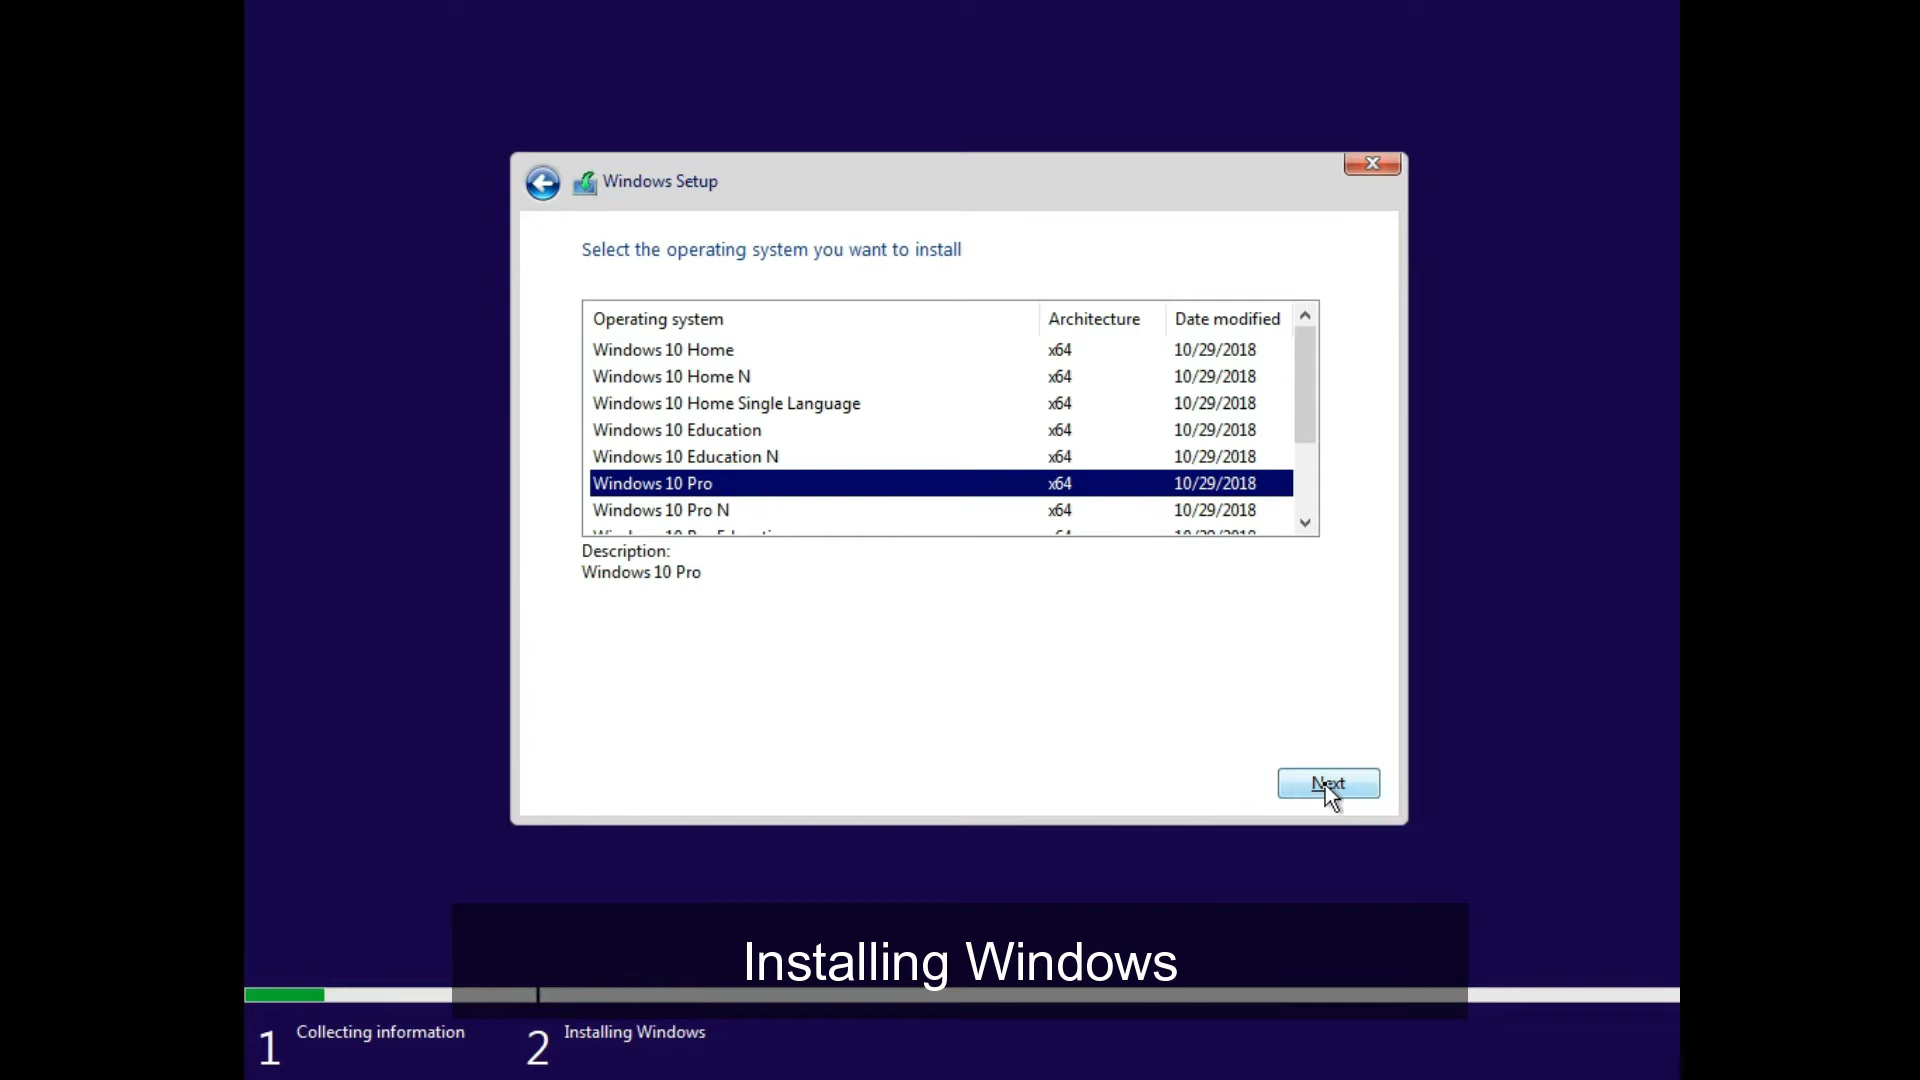 Windows Setup
Select the operating system you want to install
Operating system Architecture Date modified
Windows 10 Home x64 10/29/2018
Windows 10 Home N x64 10/29/2018
Windows 10 Home Single Language x64 10/29/2018
Windows 10 Education x64 10/29/2018
Windows 10 Education N x64 10/29/2018
Windows 10 Pro x64 10/29/2018
Windows 10 Pro N x64 10/29/2018
Description:
Windows 10 Pro
Next
Installing Windows
1 Collecting information 2 Installing Windows